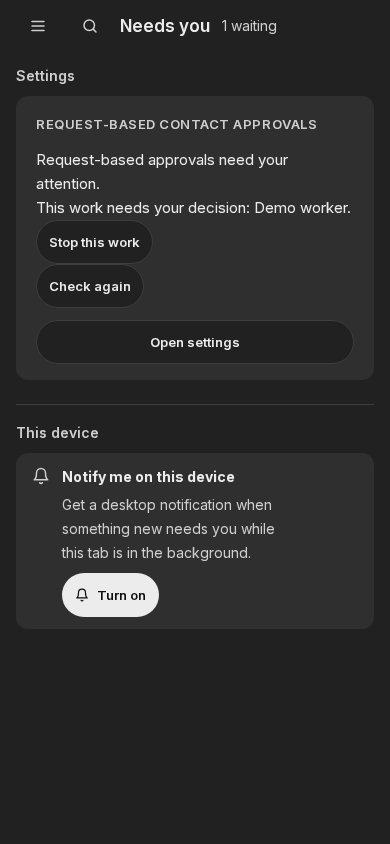 Needs you 1 waiting
Settings
REQUEST-BASED CONTACT APPROVALS
Request-based approvals need your
attention.
This work needs your decision: Demo worker.
Stop this work
Check again
Open settings
This device
Notify me on this device
Get a desktop notification when
something new needs you while
this tab is in the background.
Turn on